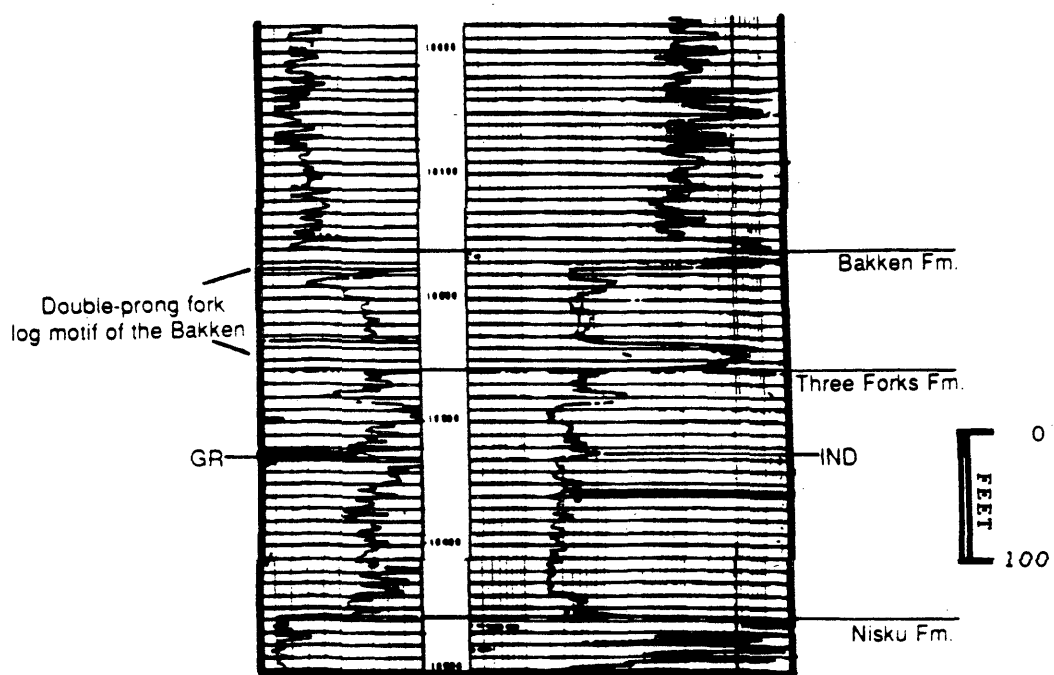 10100
Bakken Fm.
Double-prong fork
log motif of the Bakken
Three Forks Fm.
GR
IND
0
FEET
100
Nisku Fm.